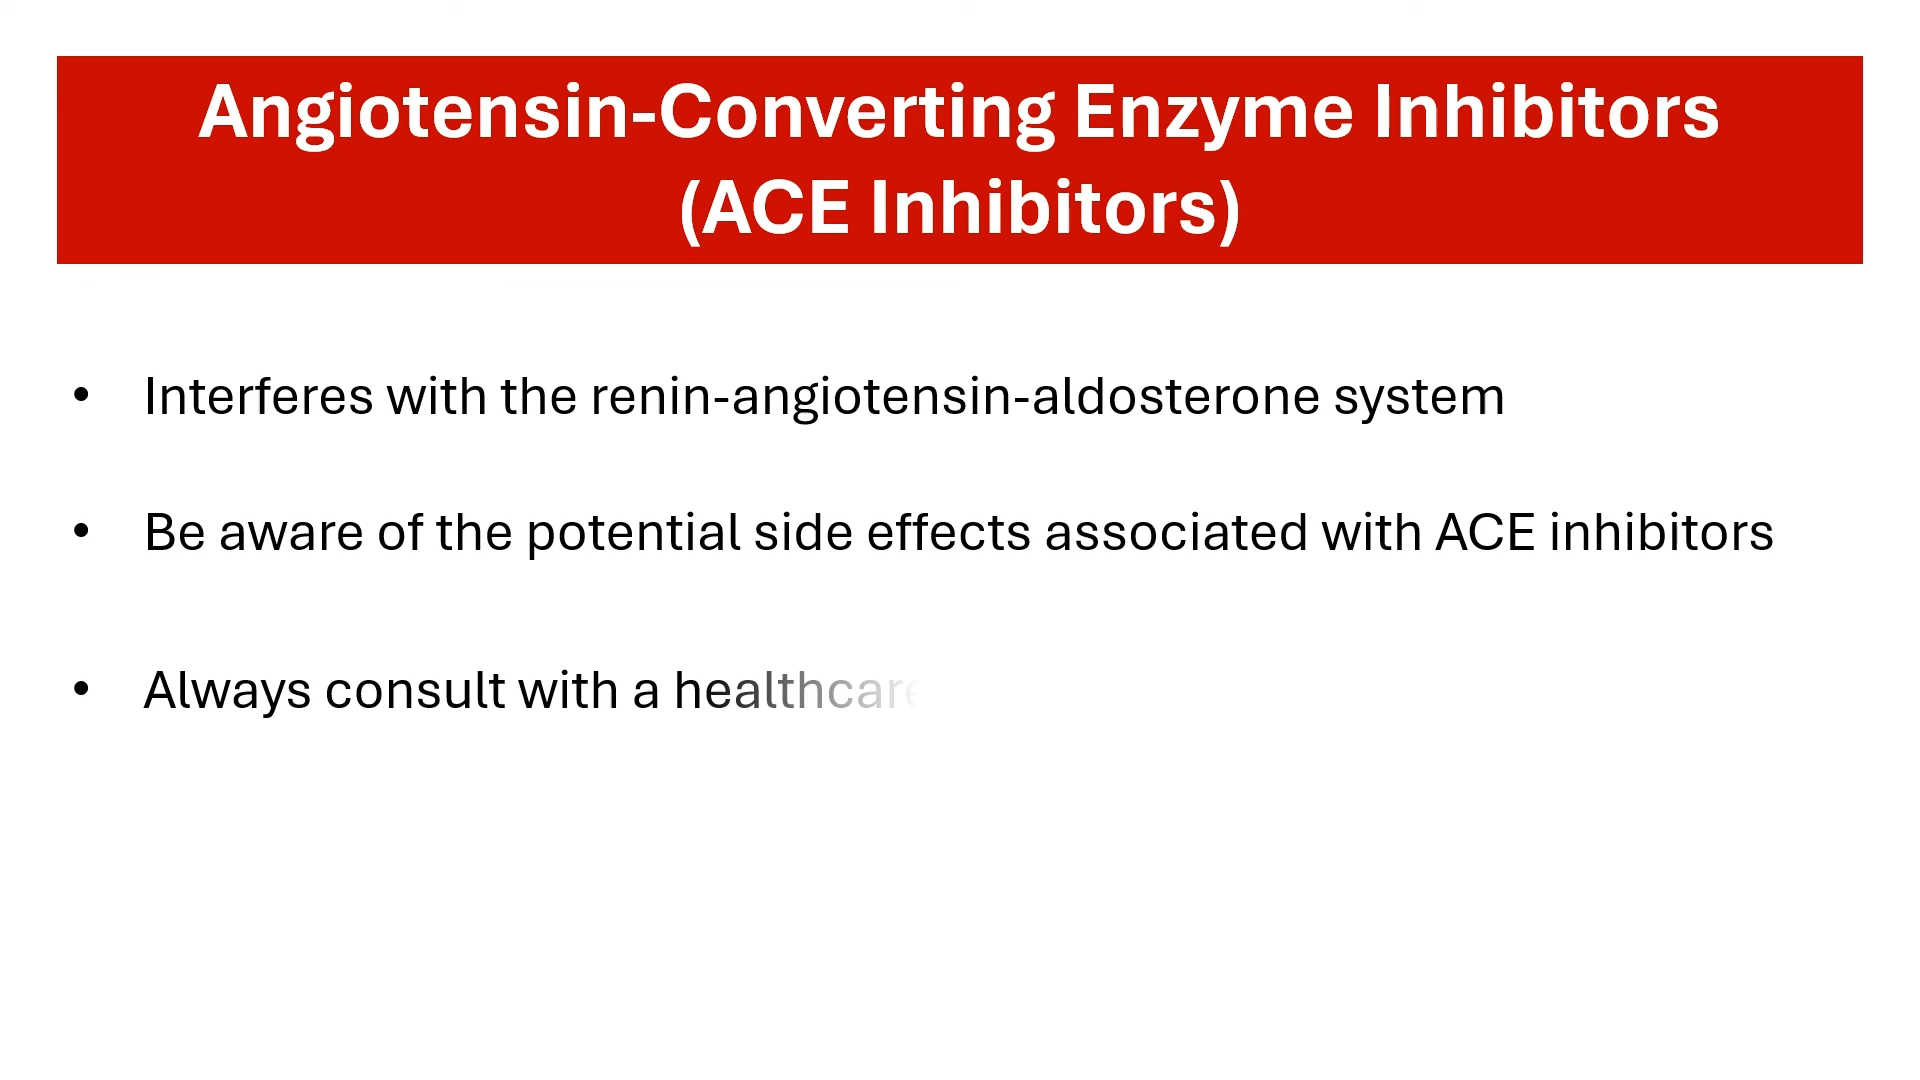 Angiotensin-Converting Enzyme Inhibitors
(ACE Inhibitors)
• Interferes with the renin-angiotensin-aldosterone system
• Be aware of the potential side effects associated with ACE inhibitors
• Always consult with a healthcare